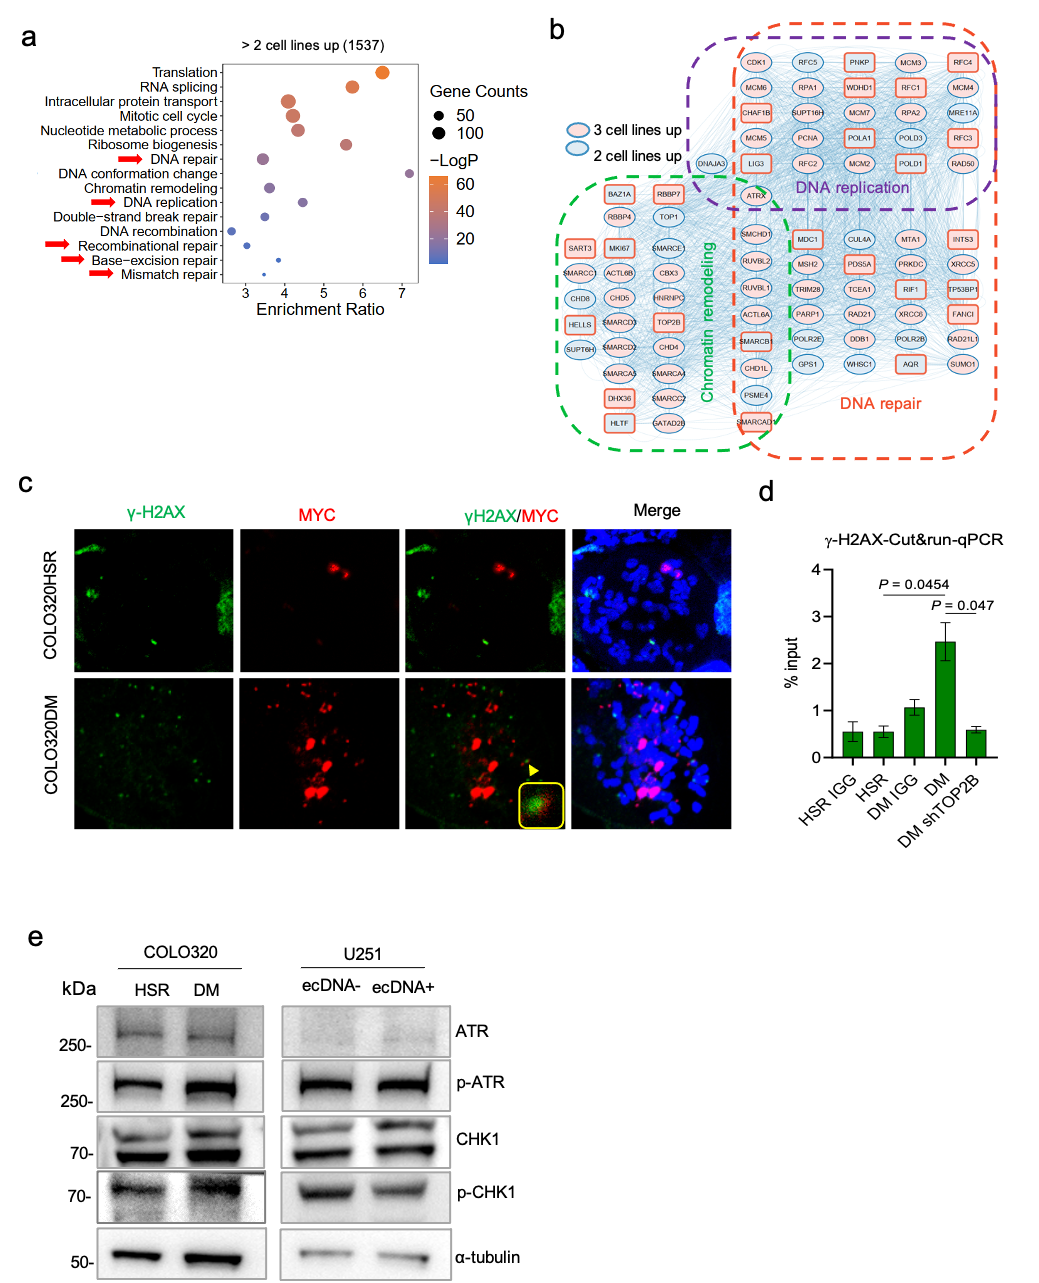 a
> 2 cell lines up (1537)
Translation
RNA splicing
Intracellular protein transport
Mitotic cell cycle
Nucleotide metabolic process
Ribosome biogenesis
DNA repair
DNA conformation change
Chromatin remodeling
DNA replication
Double−strand break repair
DNA recombination
Recombinational repair
Base−excision repair
Mismatch repair
3 4 5 6 7
Enrichment Ratio
Gene Counts
50
100
−LogP
60
40
20
b
3 cell lines up
2 cell lines up
CDK1 RFC5 PNKP MCM3 RFC4
MCM6 RPA1 WDHD1 RFC1 MCM4
CHAF1B SUPT16H MCM7 RPA2 MRE11A
MCM5 PCNA POLA1 POLD3 RFC3
DNAJA3 LIG3 RFC2 MCM2 POLD1 RAD50
DNA replication
BAZ1A RBBP7 ATRX
RBBP4 TOP1
SMCHD1 MDC1 CUL4A MTA1 INTS3
SART3 MKI67 SMARCE1
RUVBL2 MSH2 PDS5A PRKDC XRCC5
SMARCC1 ACTL6B CBX3
RUVBL1 TRIM28 TCEA1 RIF1 TP53BP1
CHD8 CHD5 HNRNPC
ACTL6A PARP1 RAD21 XRCC6 FANCI
HELLS SMARCD3 TOP2B
SMARCB1 POLR2E DDB1 POLR2B RAD21L1
SUPT6H SMARCD2 CHD4
CHD1L GPS1 WHSC1 AQR SUMO1
SMARCA5 SMARCA4
PSME4
DHX36 SMARCC2
HLTF GATAD2B SMARCAD1
Chromatin remodeling
DNA repair
c
γ-H2AX MYC γH2AX/MYC Merge
COLO320HSR
COLO320DM
d
γ-H2AX-Cut&run-qPCR
P = 0.0454
P = 0.047
% input
4
3
2
1
0
HSR IGG
HSR
DM IGG
DM
DM shTOP2B
e
COLO320 U251
kDa HSR DM ecDNA- ecDNA+
250- ATR
250- p-ATR
70- CHK1
70- p-CHK1
50- α-tubulin